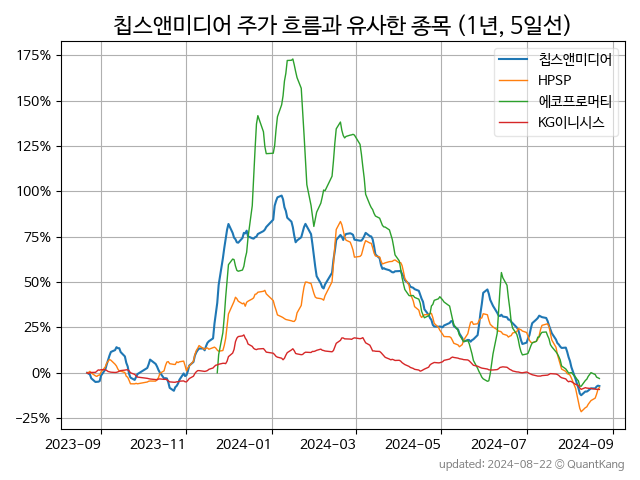 칩스앤미디어 주가 흐름과 유사한 종목 (1년, 5일선)
175%
150%
125%
100%
75%
50%
25%
0%
−25%
칩스앤미디어
HPSP
에코프로머티
KG이니시스
2023-09
2023-11
2024-01
2024-03
2024-05
2024-07
2024-09
updated: 2024-08-22 © QuantKang